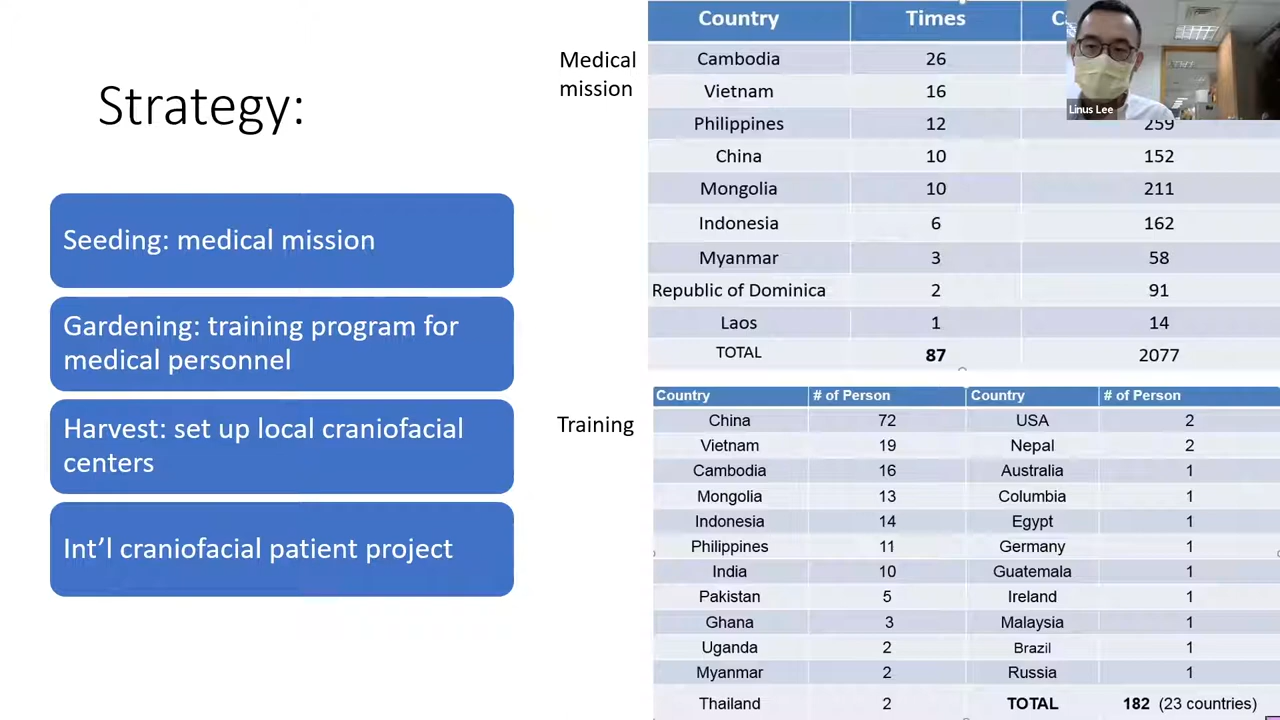 Strategy:
Seeding: medical mission
Gardening: training program for
medical personnel
Harvest: set up local craniofacial
centers
Int'l craniofacial patient project
Medical
mission
Country Times
Cambodia 26
Vietnam 16
Philippines 12 259
China 10 152
Mongolia 10 211
Indonesia 6 162
Myanmar 3 58
Republic of Dominica 2 91
Laos 1 14
TOTAL 87 2077
Linus Lee
Training
Country # of Person Country # of Person
China 72 USA 2
Vietnam 19 Nepal 2
Cambodia 16 Australia 1
Mongolia 13 Columbia 1
Indonesia 14 Egypt 1
Philippines 11 Germany 1
India 10 Guatemala 1
Pakistan 5 Ireland 1
Ghana 3 Malaysia 1
Uganda 2 Brazil 1
Myanmar 2 Russia 1
Thailand 2 TOTAL 182 (23 countries)